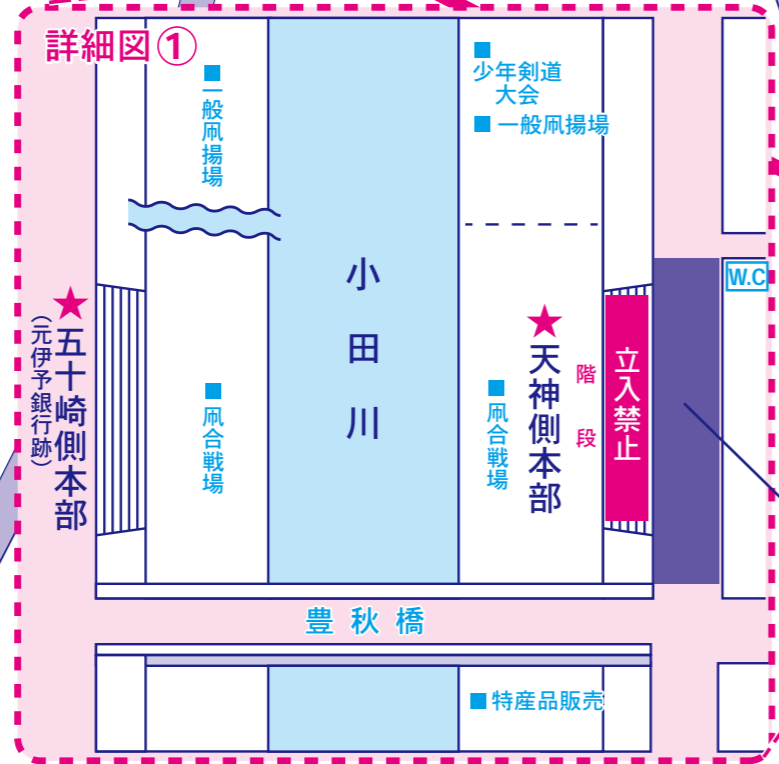 詳細図①
■一般凧揚場
■少年剣道
大会
■一般凧揚場
小田川
W.C
★五十崎側本部
(元伊予銀行跡)
■凧合戦場
■凧合戦場
★天神側本部
階段
立入禁止
豊秋橋
■特産品販売